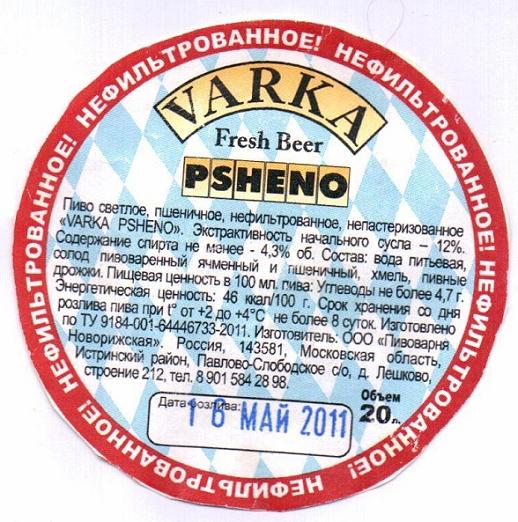 НЕФИЛЬТРОВАННОЕ! НЕФИЛЬТРОВАННОЕ! НЕФИЛЬТРОВАННОЕ! НЕФИЛЬТРОВАННОЕ! НЕФИЛЬТРОВАННОЕ!
VARKA
Fresh Beer
PSHENO
Пиво светлое, пшеничное, нефильтрованное, непастеризованное
«VARKA PSHENO». Экстрактивность начального сусла – 12%.
Содержание спирта не менее - 4,3% об. Состав: вода питьевая,
солод пивоваренный ячменный и пшеничный, хмель, пивные
дрожжи. Пищевая ценность в 100 мл. пива: Углеводы не более 4,7 г.
Энергетическая ценность: 46 ккал/100 г. Срок хранения со дня
розлива пива при t° от +2 до +4°С не более 8 суток. Изготовлено
по ТУ 9184-001-64446733-2011. Изготовитель: ООО «Пивоварня
Новорижская». Россия, 143581, Московская область,
Истринский район, Павлово-Слободское с/о, д. Лешково,
строение 212, тел. 8 901 584 28 98.
Дата розлива:
16 МАЙ 2011
Объем
20л.